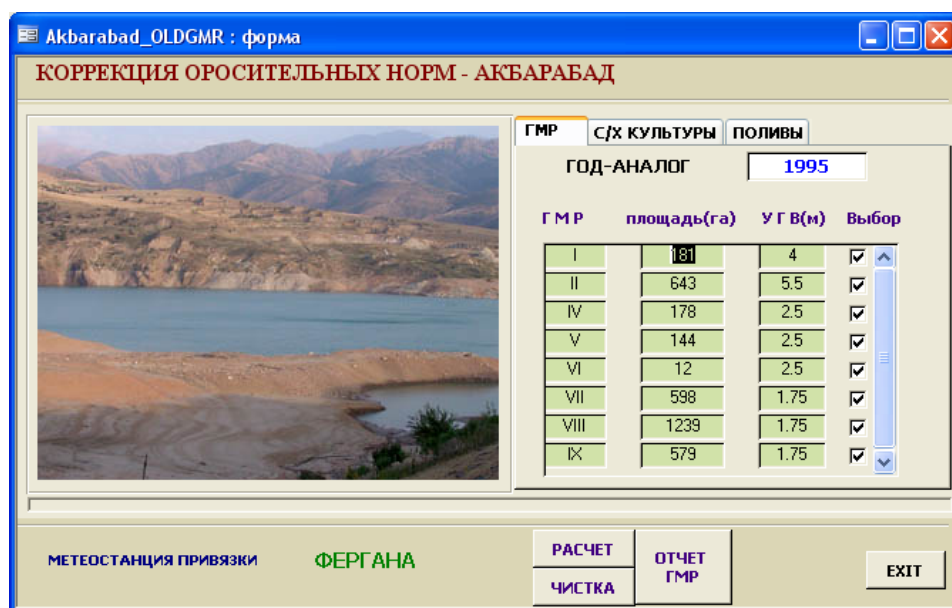 Akbarabad_OLDGMR : форма
КОРРЕКЦИЯ ОРОСИТЕЛЬНЫХ НОРМ - АКБАРАБАД
ГМР С/Х КУЛЬТУРЫ ПОЛИВЫ
ГОД-АНАЛОГ 1995
Г М Р площадь(га) У Г В(м) Выбор
I 181 4
II 643 5.5
IV 178 2.5
V 144 2.5
VI 12 2.5
VII 598 1.75
VIII 1239 1.75
IX 579 1.75
МЕТЕОСТАНЦИЯ ПРИВЯЗКИ ФЕРГАНА
РАСЧЕТ
ЧИСТКА
ОТЧЕТ
ГМР
EXIT